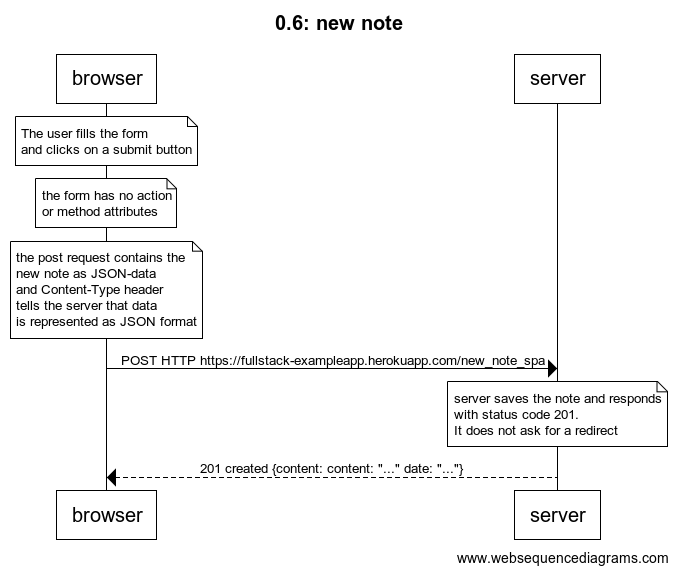 0.6: new note
browser
server
The user fills the form
and clicks on a submit button
the form has no action
or method attributes
the post request contains the
new note as JSON-data
and Content-Type header
tells the server that data
is represented as JSON format
POST HTTP https://fullstack-exampleapp.herokuapp.com/new_note_spa
server saves the note and responds
with status code 201.
It does not ask for a redirect
201 created {content: content: "..." date: "..."}
browser
server
www.websequencediagrams.com